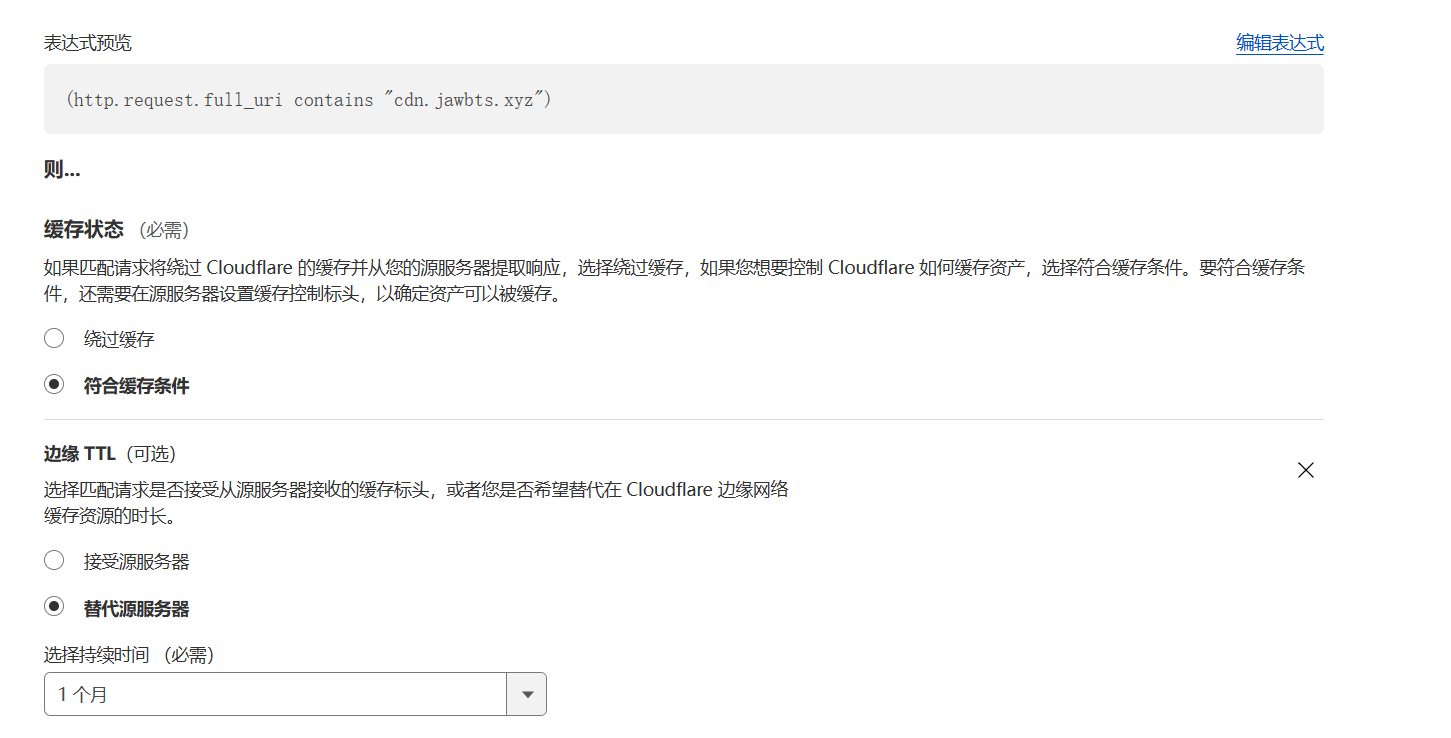 表达式预览
编辑表达式
(http.request.full_uri contains "cdn.jawbts.xyz")
则...
缓存状态 （必需）
如果匹配请求将绕过 Cloudflare 的缓存并从您的源服务器提取响应，选择绕过缓存，如果您想要控制 Cloudflare 如何缓存资产，选择符合缓存条件。要符合缓存条
件，还需要在源服务器设置缓存控制标头，以确定资产可以被缓存。
绕过缓存
符合缓存条件
边缘 TTL（可选）
选择匹配请求是否接受从源服务器接收的缓存标头，或者您是否希望替代在 Cloudflare 边缘网络
缓存资源的时长。
接受源服务器
替代源服务器
选择持续时间 （必需）
1 个月